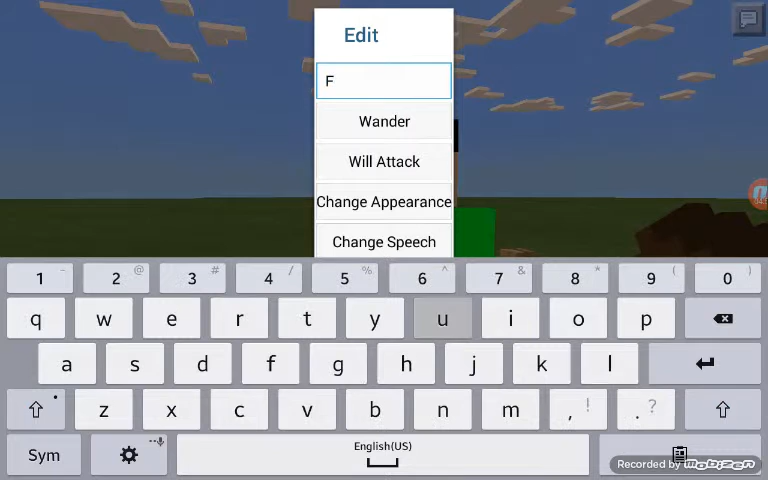 Edit
F
Wander
Will Attack
Change Appearance
Change Speech
1 - 2 @ 3 # 4 / 5 % 6 ^ 7 & 8 * 9 ( 0 )
q w e r t y u i o p
a s d f g h j k l
z x c v b n m , ! . ?
Sym English(US)
Recorded by mobizen